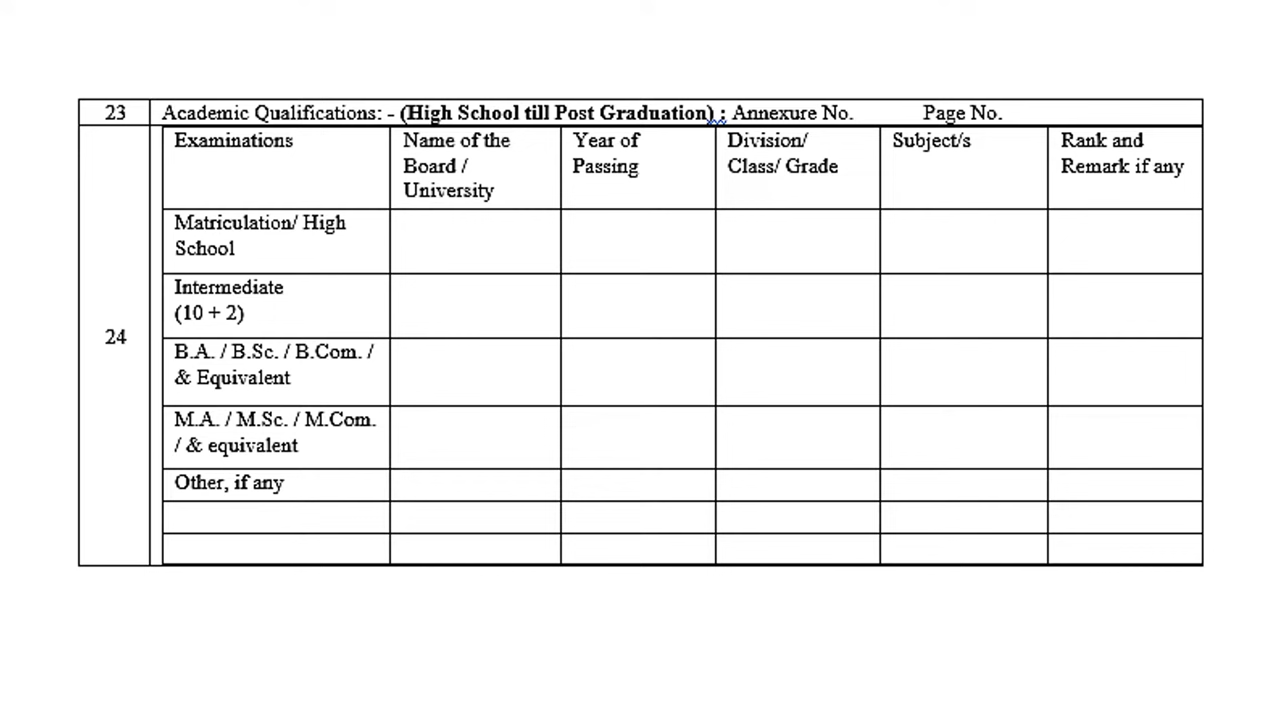 23 Academic Qualifications: - (High School till Post Graduation) : Annexure No. Page No.
24
Examinations
Name of the
Board /
University
Year of
Passing
Division/
Class/ Grade
Subject/s
Rank and
Remark if any
Matriculation/ High
School
Intermediate
(10 + 2)
B.A. / B.Sc. / B.Com. /
& Equivalent
M.A. / M.Sc. / M.Com.
/ & equivalent
Other, if any